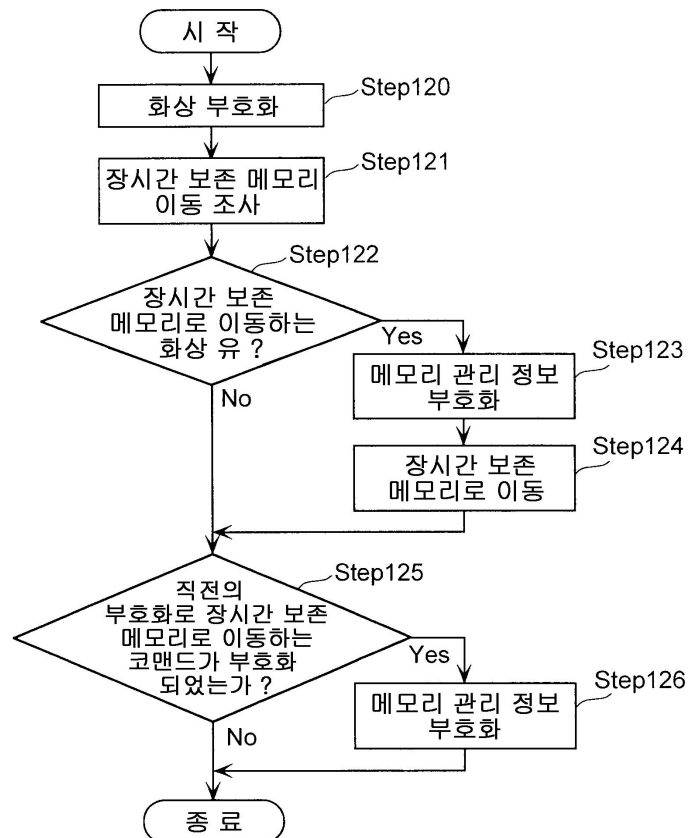 시 작
화상 부호화
Step120
장시간 보존 메모리
이동 조사
Step121
Step122
장시간 보존
메모리로 이동하는
화상 유 ?
Yes
No
Step123
메모리 관리 정보
부호화
Step124
장시간 보존
메모리로 이동
Step125
직전의
부호화로 장시간 보존
메모리로 이동하는
코맨드가 부호화
되었는가 ?
Yes
No
Step126
메모리 관리 정보
부호화
종 료